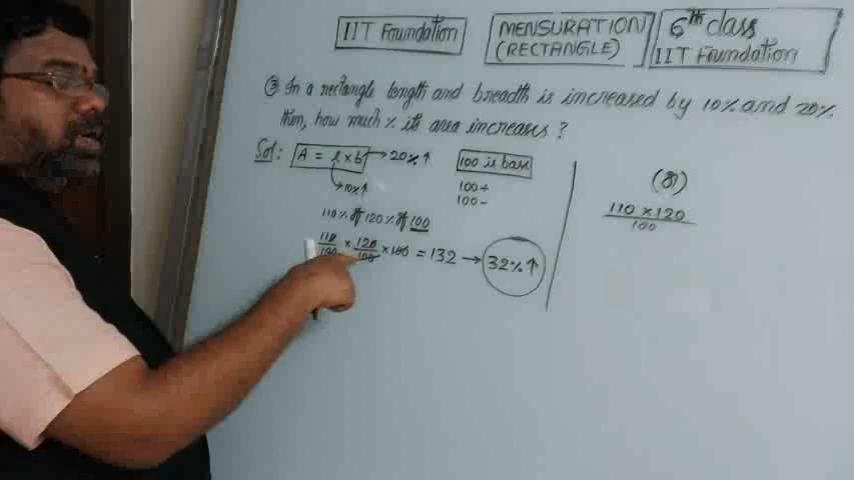 IIT Foundation
MENSURATION
(RECTANGLE)
6th class
IIT Foundation
③ In a rectangle length and breadth is increased by 10% and 20%
then, how much % its area increases ?
Sol: A = l × b → 20% ↑
→ 10% ↑
100 is base
100+
100-
110% of 120% of 100
110/100 × 120/100 × 100 = 132 → 32% ↑
(or)
110 × 120
100